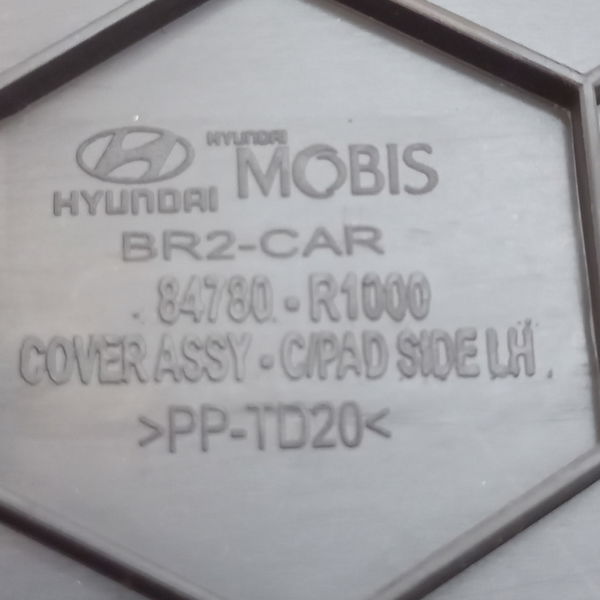 HYUNDAI
HYUNDAI MOBIS
BR2-CAR
84780-R1000
COVER ASSY-C/PAD SIDE LH
>PP-TD20<